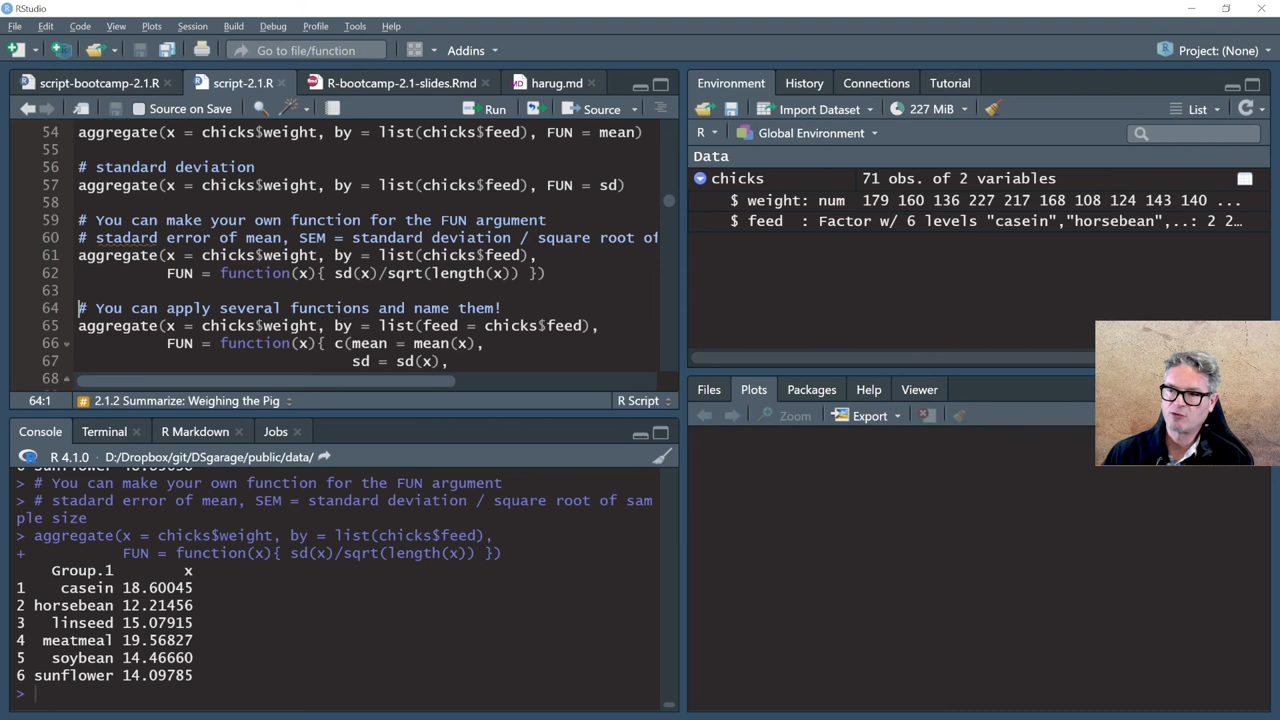 RStudio
File Edit Code View Plots Session Build Debug Profile Tools Help
Go to file/function Addins Project: (None)
script-bootcamp-2.1.R script-2.1.R R-bootcamp-2.1-slides.Rmd harug.md
Source on Save Run Source
54 aggregate(x = chicks$weight, by = list(chicks$feed), FUN = mean)
55
56 # standard deviation
57 aggregate(x = chicks$weight, by = list(chicks$feed), FUN = sd)
58
59 # You can make your own function for the FUN argument
60 # stadard error of mean, SEM = standard deviation / square root of
61 aggregate(x = chicks$weight, by = list(chicks$feed),
62 FUN = function(x){ sd(x)/sqrt(length(x)) })
63
64 # You can apply several functions and name them!
65 aggregate(x = chicks$weight, by = list(feed = chicks$feed),
66 FUN = function(x){ c(mean = mean(x),
67 sd = sd(x),
68
64:1 2.1.2 Summarize: Weighing the Pig R Script
Console Terminal R Markdown Jobs
R 4.1.0 · D:/Dropbox/git/DSgarage/public/data/
> # You can make your own function for the FUN argument
> # stadard error of mean, SEM = standard deviation / square root of sam
ple size
> aggregate(x = chicks$weight, by = list(chicks$feed),
+ FUN = function(x){ sd(x)/sqrt(length(x)) })
Group.1 x
1 casein 18.60045
2 horsebean 12.21456
3 linseed 15.07915
4 meatmeal 19.56827
5 soybean 14.46660
6 sunflower 14.09785
>
Environment History Connections Tutorial
Import Dataset 227 MiB List
R Global Environment
Data
chicks 71 obs. of 2 variables
$ weight: num 179 160 136 227 217 168 108 124 143 140 ...
$ feed : Factor w/ 6 levels "casein","horsebean",..: 2 2…
Files Plots Packages Help Viewer
Zoom Export